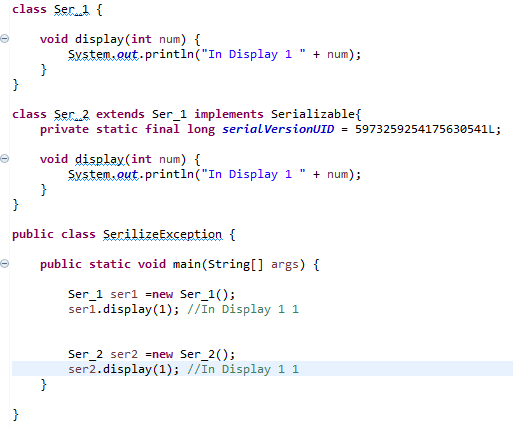 class Ser_1 {
void display(int num) {
System.out.println("In Display 1 " + num);
}
}
class Ser_2 extends Ser_1 implements Serializable{
private static final long serialVersionUID = 5973259254175630541L;
void display(int num) {
System.out.println("In Display 1 " + num);
}
}
public class SerilizeException {
public static void main(String[] args) {
Ser_1 ser1 =new Ser_1();
ser1.display(1); //In Display 1 1
Ser_2 ser2 =new Ser_2();
ser2.display(1); //In Display 1 1
}
}